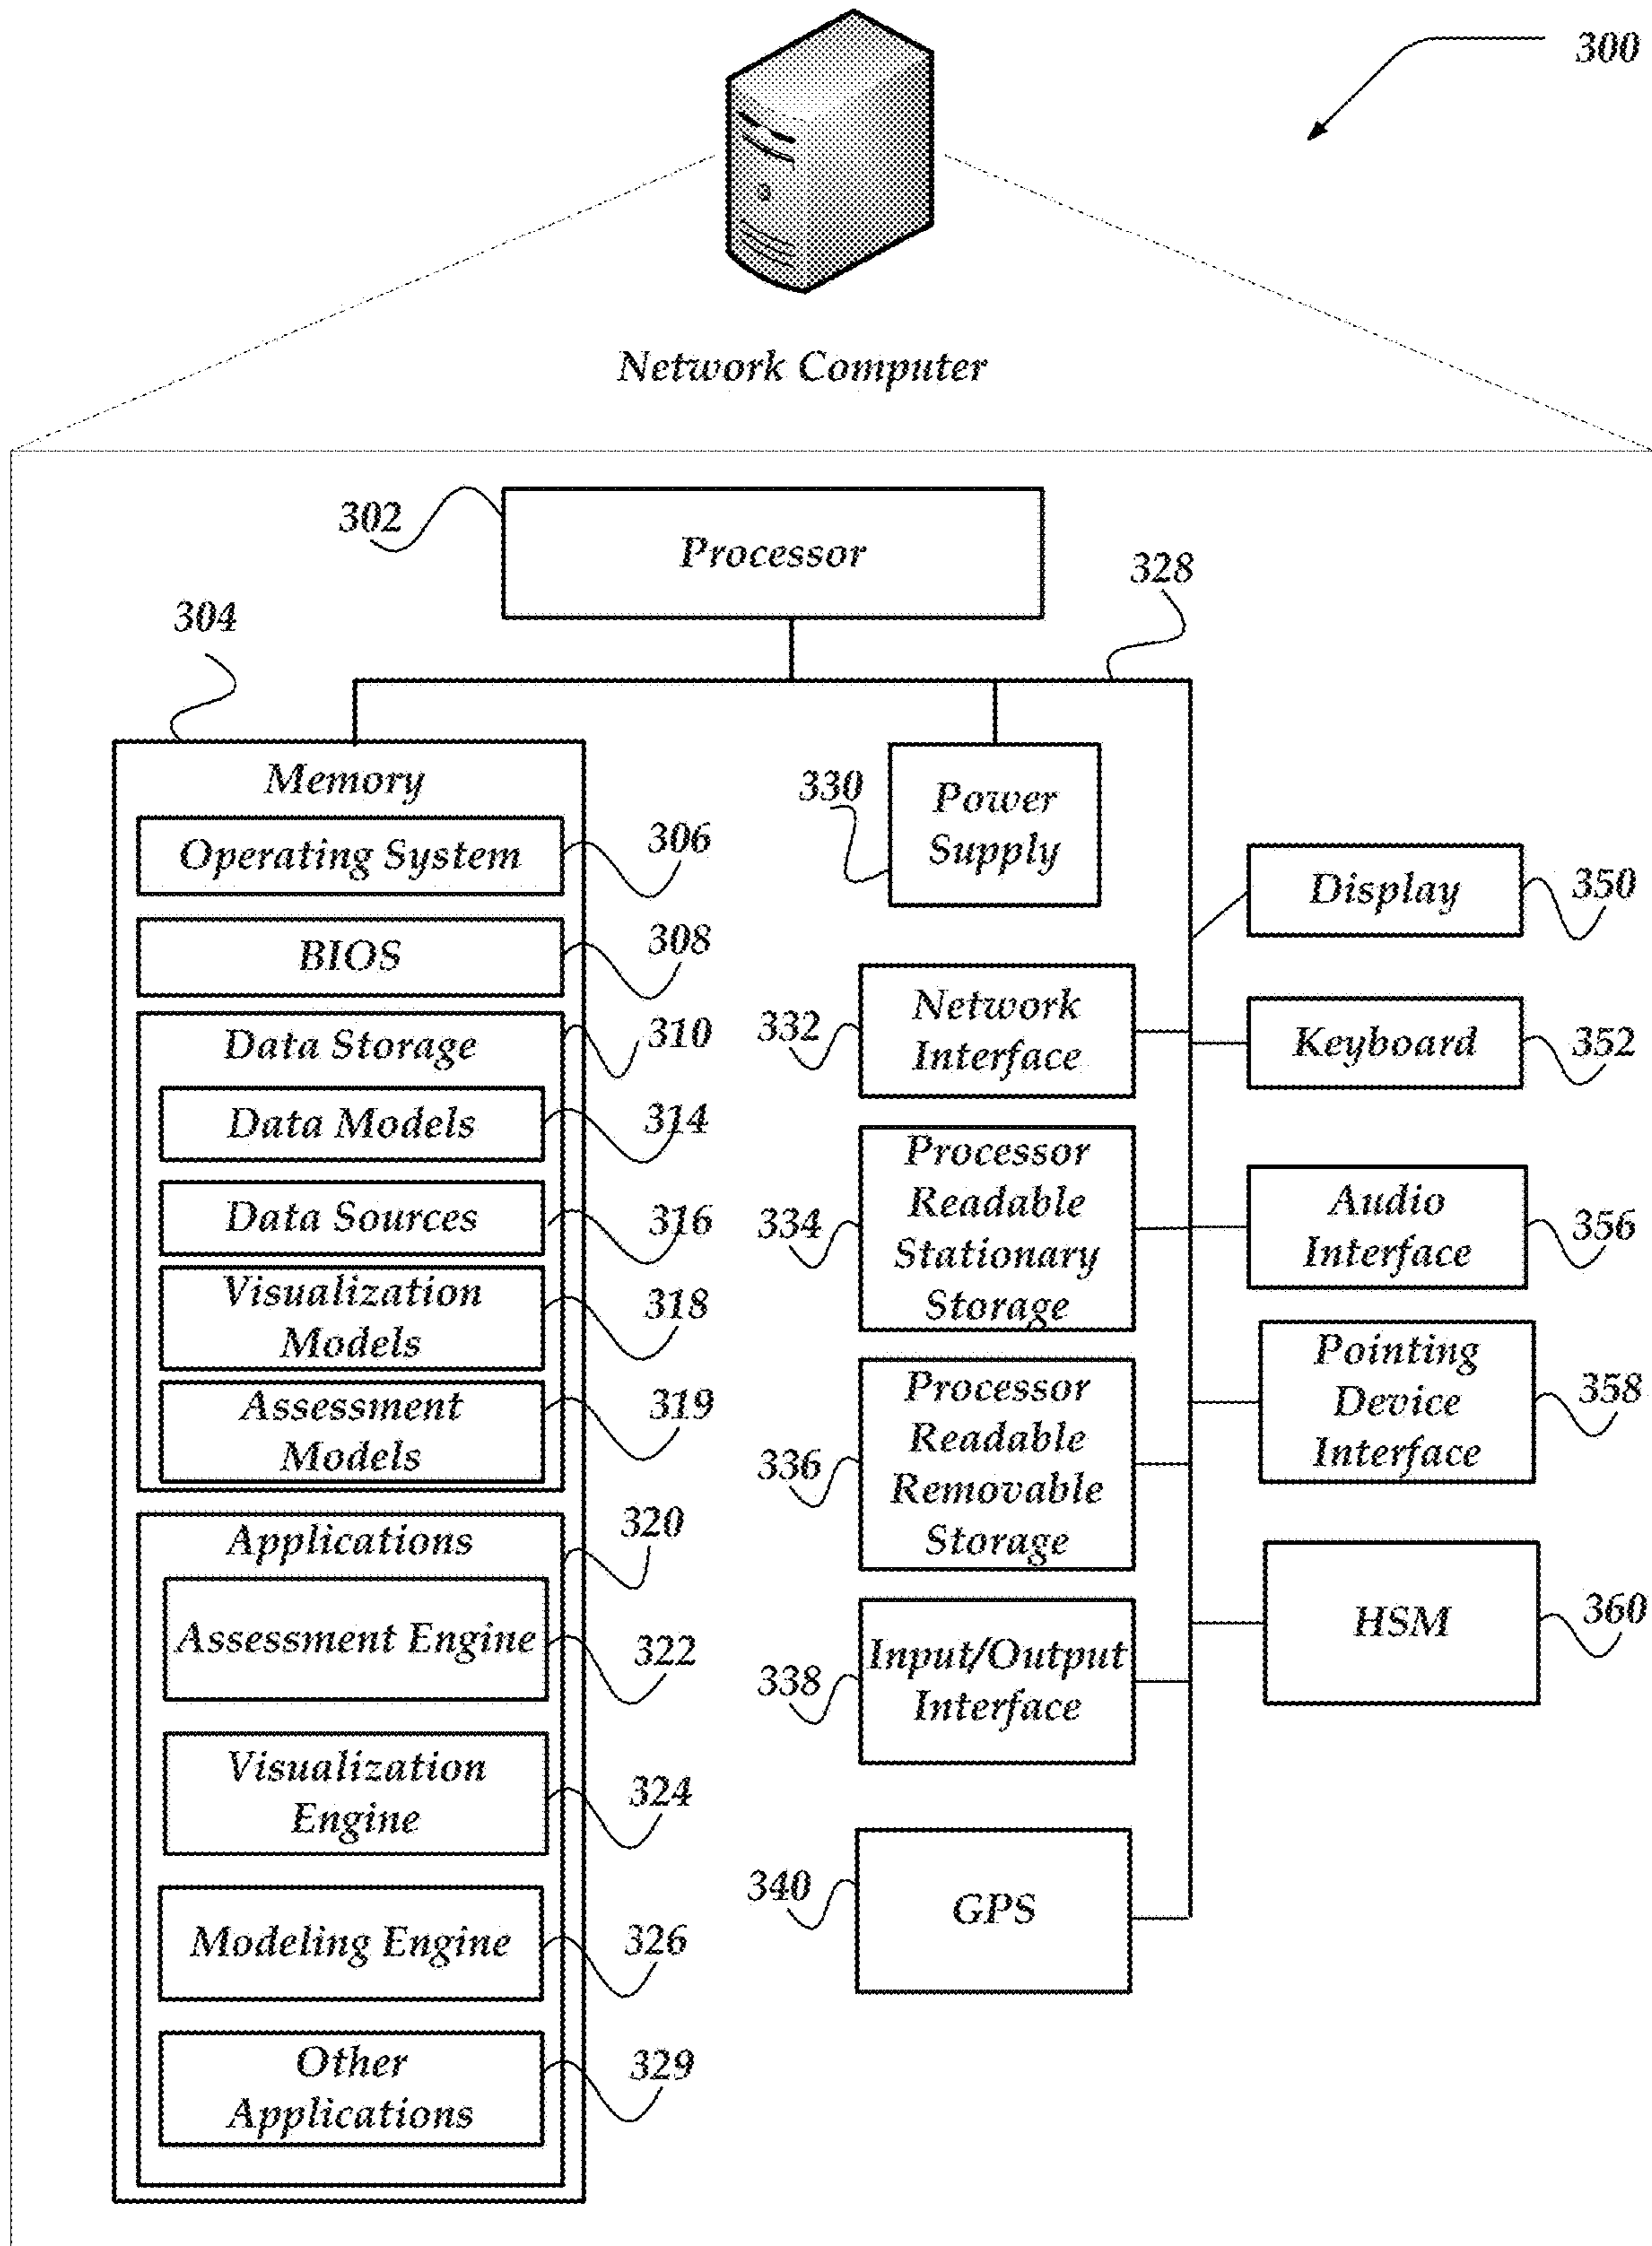 300
Network Computer
302
Processor
328
304
Memory
Operating System
306
BIOS
308
Data Storage
310
Data Models
314
Data Sources
316
Visualization
Models
318
Assessment
Models
319
Applications
320
Assessment Engine
322
Visualization
Engine
324
Modeling Engine
326
Other
Applications
329
330
Power
Supply
332
Network
Interface
334
Processor
Readable
Stationary
Storage
336
Processor
Readable
Removable
Storage
338
Input/Output
Interface
340
GPS
Display
350
Keyboard
352
Audio
Interface
356
Pointing
Device
Interface
358
HSM
360